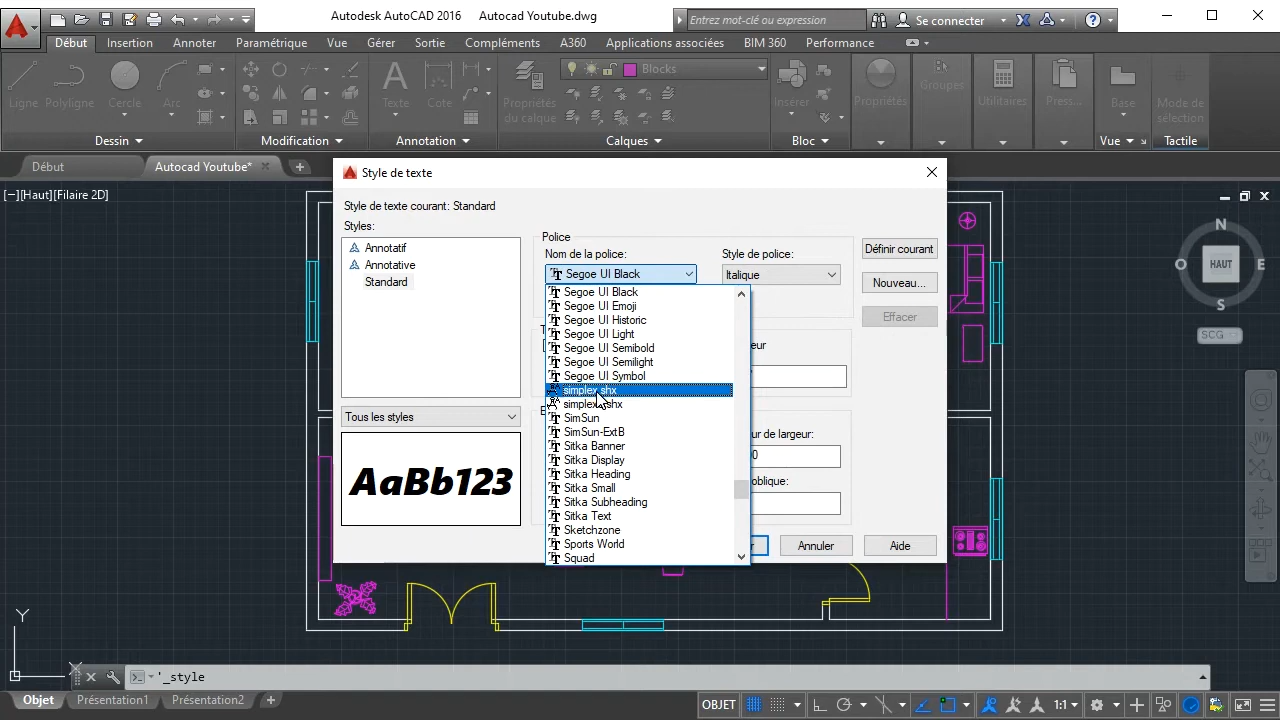 Autodesk AutoCAD 2016 Autocad Youtube.dwg
Entrez mot-clé ou expression
Se connecter
Début Insertion Annoter Paramétrique Vue Gérer Sortie Compléments A360 Applications associées BIM 360 Performance
Blocks
Ligne Polyligne Cercle Arc Texte Cote Propriétés du calque Insérer Propriétés Groupes Utilitaires Press... Base Mode de sélection
Dessin Modification Annotation Calques Bloc Vue Tactile
Début Autocad Youtube*
[−][Haut][Filaire 2D]
Style de texte
Style de texte courant: Standard
Styles:
Annotatif
Annotative
Standard
Tous les styles
AaBb123
Police
Nom de la police:
Segoe UI Black
Style de police:
Italique
Segoe UI Black
Segoe UI Emoji
Segoe UI Historic
Segoe UI Light
Segoe UI Semibold
Segoe UI Semilight
Segoe UI Symbol
simplex.shx
SimSun
SimSun-ExtB
Sitka Banner
Sitka Display
Sitka Heading
Sitka Small
Sitka Subheading
Sitka Text
Sketchzone
Sports World
Squad
ur de largeur:
oblique:
Définir courant
Nouveau...
Effacer
Annuler
Aide
N
O HAUT E
S
SCG
Y
X
'_style
Objet Présentation1 Présentation2
OBJET
1:1